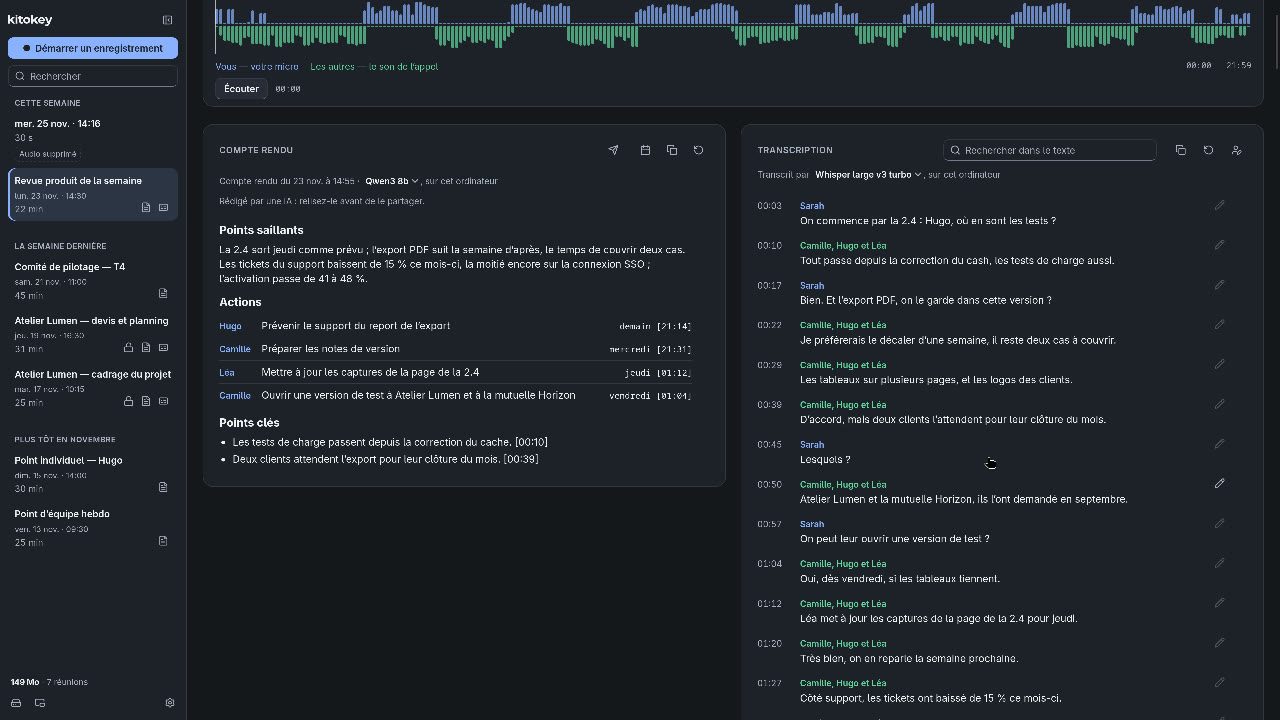 kitokey
Démarrer un enregistrement
Rechercher
CETTE SEMAINE
mer. 25 nov. · 14:16
30 s
Audio supprimé
Revue produit de la semaine
lun. 23 nov. · 14:30
22 min
LA SEMAINE DERNIÈRE
Comité de pilotage — T4
sam. 21 nov. · 11:00
45 min
Atelier Lumen — devis et planning
jeu. 19 nov. · 16:30
31 min
Atelier Lumen — cadrage du projet
mar. 17 nov. · 10:15
25 min
PLUS TÔT EN NOVEMBRE
Point individuel — Hugo
dim. 15 nov. · 14:00
30 min
Point d'équipe hebdo
ven. 13 nov. · 09:30
25 min
149 Mo · 7 réunions
Vous — votre micro Les autres — le son de l'appel
00:00 21:59
Écouter 00:00
COMPTE RENDU
Compte rendu du 23 nov. à 14:55 · Qwen3 8b , sur cet ordinateur
Rédigé par une IA : relisez-le avant de le partager.
Points saillants
La 2.4 sort jeudi comme prévu ; l'export PDF suit la semaine d'après, le temps de couvrir deux cas.
Les tickets du support baissent de 15 % ce mois-ci, la moitié encore sur la connexion SSO ;
l'activation passe de 41 à 48 %.
Actions
Hugo Prévenir le support du report de l'export demain [21:14]
Camille Préparer les notes de version mercredi [21:31]
Léa Mettre à jour les captures de la page de la 2.4 jeudi [01:12]
Camille Ouvrir une version de test à Atelier Lumen et à la mutuelle Horizon vendredi [01:04]
Points clés
• Les tests de charge passent depuis la correction du cache. [00:10]
• Deux clients attendent l'export pour leur clôture du mois. [00:39]
TRANSCRIPTION
Rechercher dans le texte
Transcrit par Whisper large v3 turbo , sur cet ordinateur
00:03 Sarah
On commence par la 2.4 : Hugo, où en sont les tests ?
00:10 Camille, Hugo et Léa
Tout passe depuis la correction du cash, les tests de charge aussi.
00:17 Sarah
Bien. Et l'export PDF, on le garde dans cette version ?
00:22 Camille, Hugo et Léa
Je préférerais le décaler d'une semaine, il reste deux cas à couvrir.
00:29 Camille, Hugo et Léa
Les tableaux sur plusieurs pages, et les logos des clients.
00:39 Camille, Hugo et Léa
D'accord, mais deux clients l'attendent pour leur clôture du mois.
00:45 Sarah
Lesquels ?
00:50 Camille, Hugo et Léa
Atelier Lumen et la mutuelle Horizon, ils l'ont demandé en septembre.
00:57 Sarah
On peut leur ouvrir une version de test ?
01:04 Camille, Hugo et Léa
Oui, dès vendredi, si les tableaux tiennent.
01:12 Camille, Hugo et Léa
Léa met à jour les captures de la page de la 2.4 pour jeudi.
01:20 Camille, Hugo et Léa
Très bien, on en reparle la semaine prochaine.
01:27 Camille, Hugo et Léa
Côté support, les tickets ont baissé de 15 % ce mois-ci.